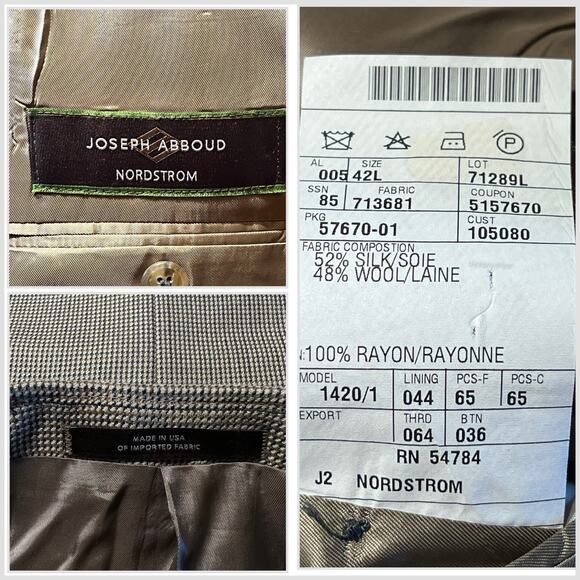 JOSEPH ABBOUD
NORDSTROM
MADE IN USA
OF IMPORTED FABRIC
P
AL SIZE LOT
005 42L 71289L
SSN FABRIC COUPON
85 713681 5157670
PKG CUST
57670-01 105080
FABRIC COMPOSTION
52% SILK/SOIE
48% WOOL/LAINE
100% RAYON/RAYONNE
MODEL LINING PCS-F PCS-C
1420/1 044 65 65
EXPORT THRD BTN
064 036
RN 54784
J2 NORDSTROM